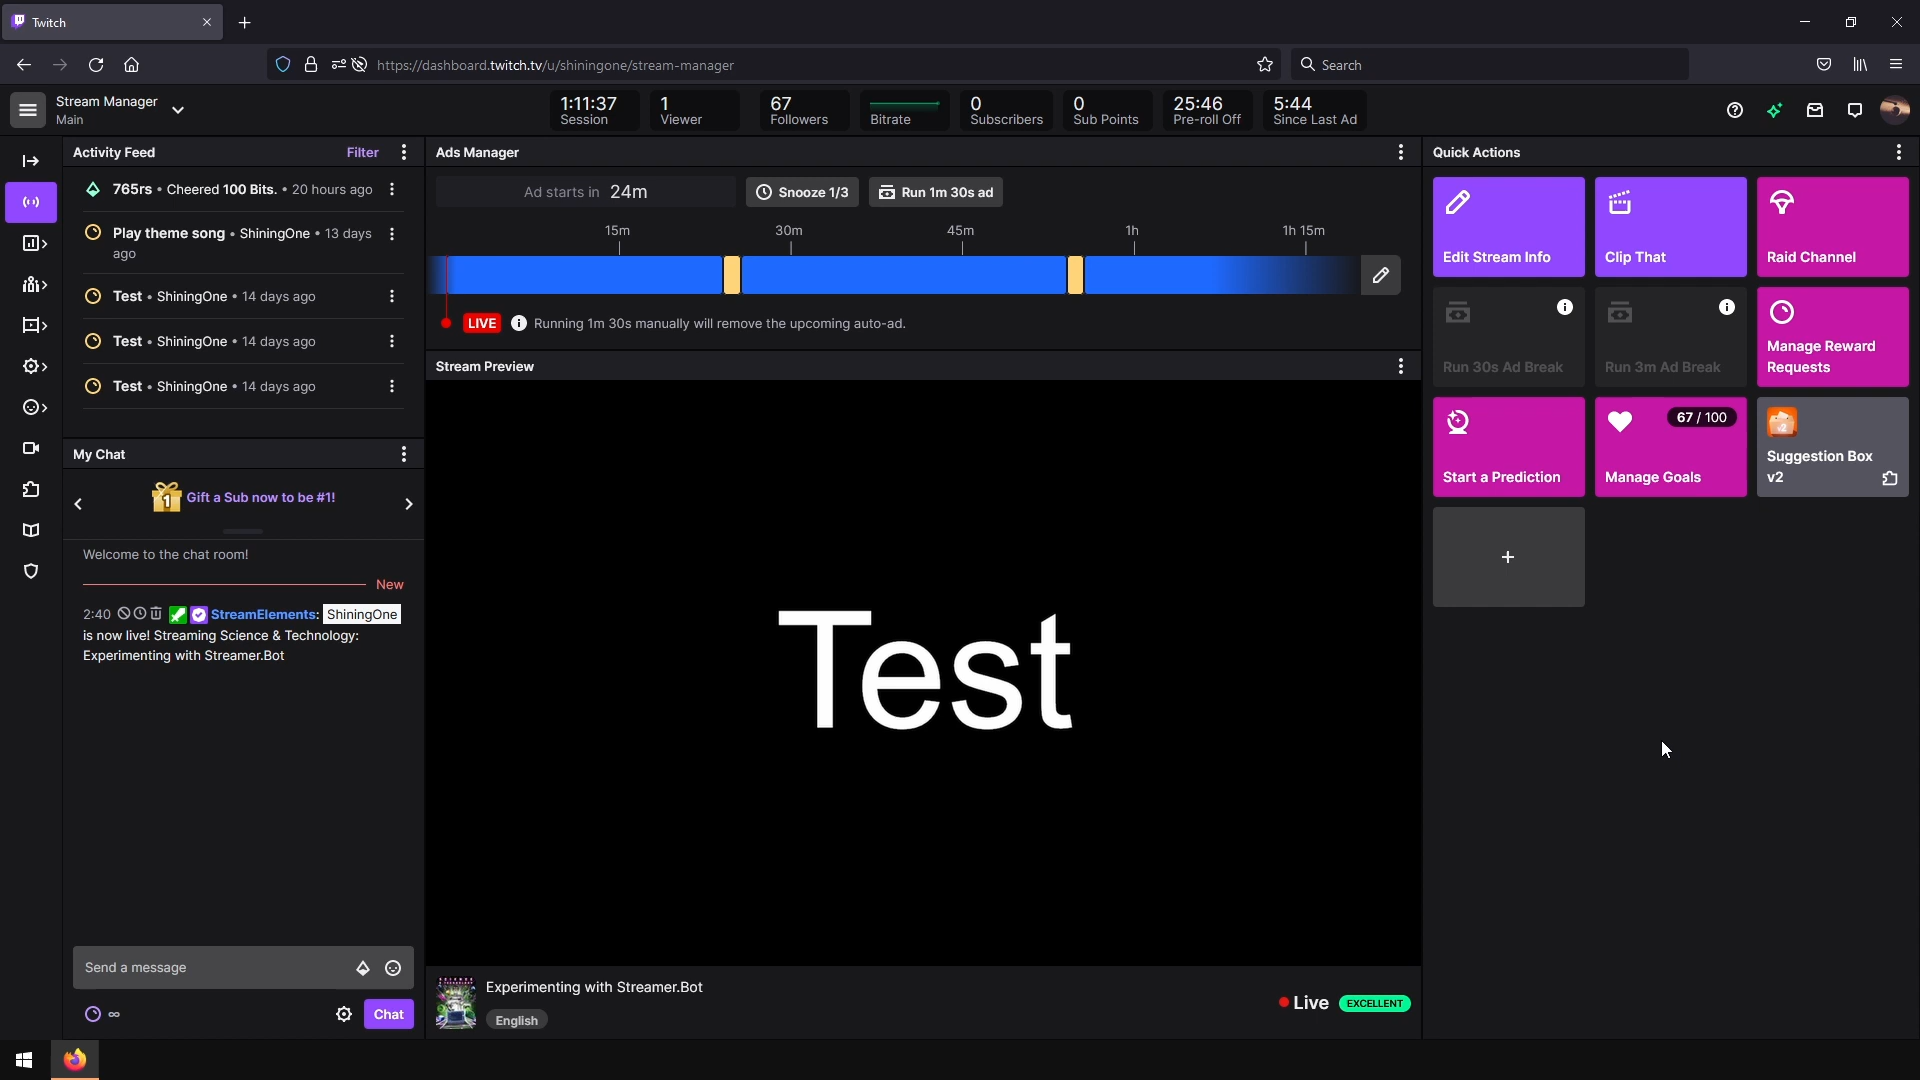 Twitch
https://dashboard.twitch.tv/u/shiningone/stream-manager
Search
Stream Manager
Main
1:11:37
Session
1
Viewer
67
Followers
Bitrate
0
Subscribers
0
Sub Points
25:46
Pre-roll Off
5:44
Since Last Ad
Activity Feed
Filter
765rs • Cheered 100 Bits. • 20 hours ago
Play theme song • ShiningOne • 13 days
ago
Test • ShiningOne • 14 days ago
Test • ShiningOne • 14 days ago
Test • ShiningOne • 14 days ago
My Chat
1
Gift a Sub now to be #1!
Welcome to the chat room!
New
2:40 StreamElements: ShiningOne
is now live! Streaming Science & Technology:
Experimenting with Streamer.Bot
Send a message
∞
Chat
Ads Manager
Ad starts in 24m
Snooze 1/3
Run 1m 30s ad
15m
30m
45m
1h
1h 15m
LIVE
Running 1m 30s manually will remove the upcoming auto-ad.
Stream Preview
Test
Experimenting with Streamer.Bot
English
Live
EXCELLENT
Quick Actions
Edit Stream Info
Clip That
Raid Channel
Run 30s Ad Break
Run 3m Ad Break
Manage Reward
Requests
Start a Prediction
67 / 100
Manage Goals
v2
Suggestion Box
v2
+